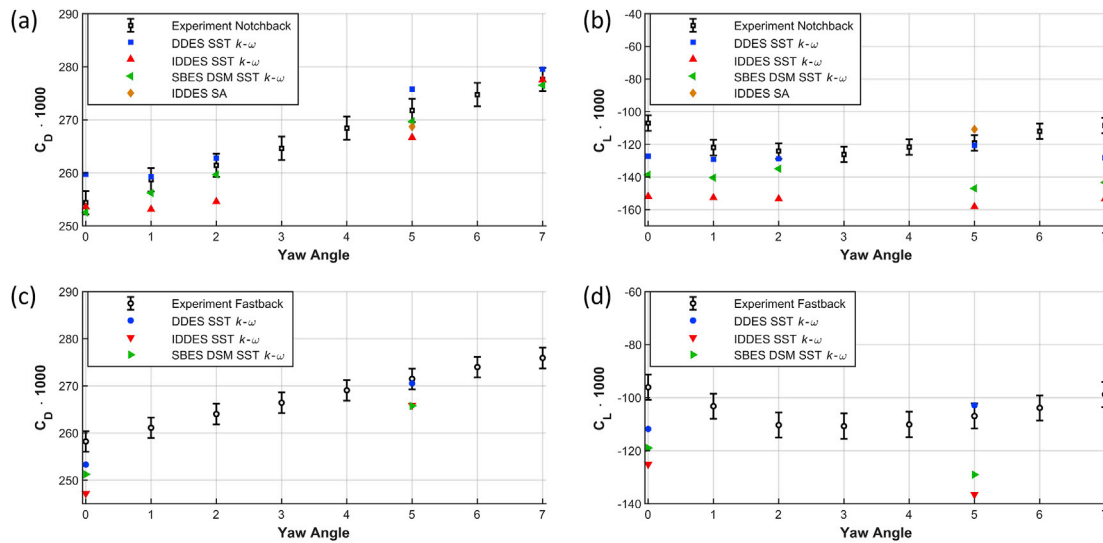 (a)
290
280
270
260
250
C_D · 1000
Experiment Notchback
DDES SST k-ω
IDDES SST k-ω
SBES DSM SST k-ω
IDDES SA
0 1 2 3 4 5 6 7
Yaw Angle
(b)
-40
-60
-80
-100
-120
-140
-160
C_L · 1000
Experiment Notchback
DDES SST k-ω
IDDES SST k-ω
SBES DSM SST k-ω
IDDES SA
0 1 2 3 4 5 6 7
Yaw Angle
(c)
290
280
270
260
250
C_D · 1000
Experiment Fastback
DDES SST k-ω
IDDES SST k-ω
SBES DSM SST k-ω
0 1 2 3 4 5 6 7
Yaw Angle
(d)
-60
-80
-100
-120
-140
C_L · 1000
Experiment Fastback
DDES SST k-ω
IDDES SST k-ω
SBES DSM SST k-ω
0 1 2 3 4 5 6 7
Yaw Angle